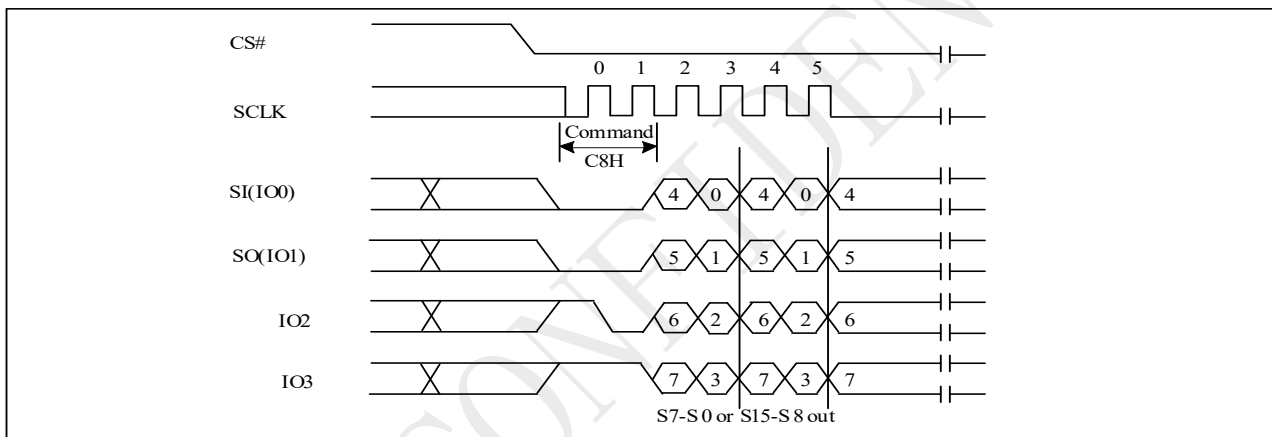 CS#
0 1 2 3 4 5
SCLK
Command
C8H
SI(IO0) 4 0 4 0 4
SO(IO1) 5 1 5 1 5
IO2 6 2 6 2 6
IO3 7 3 7 3 7
S7-S0 or S15-S8 out